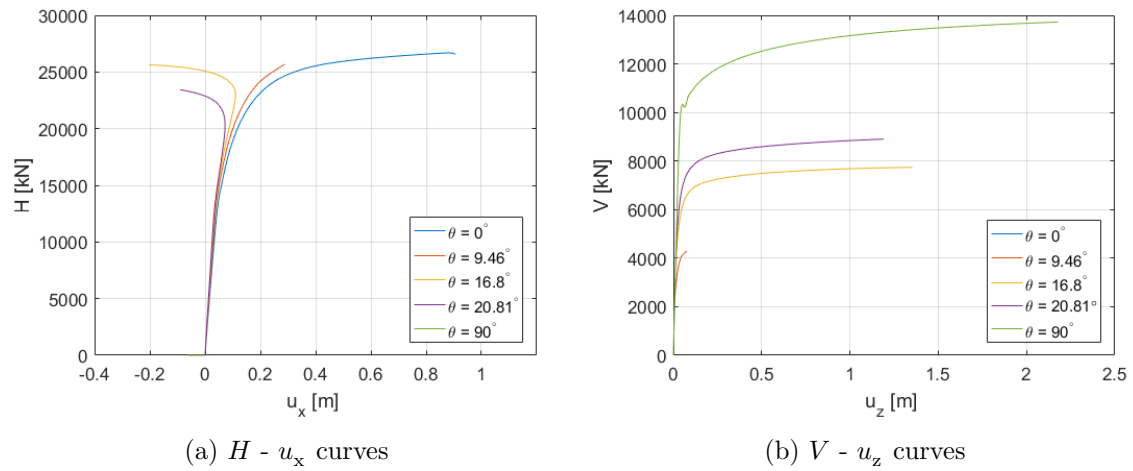 30000
25000
20000
15000
10000
5000
0
H [kN]
-0.4 -0.2 0 0.2 0.4 0.6 0.8 1
u_x [m]
θ = 0°
θ = 9.46°
θ = 16.8°
θ = 20.81°
θ = 90°
(a) H - u_x curves
14000
12000
10000
8000
6000
4000
2000
0
V [kN]
0 0.5 1 1.5 2 2.5
u_z [m]
θ = 0°
θ = 9.46°
θ = 16.8°
θ = 20.81°
θ = 90°
(b) V - u_z curves